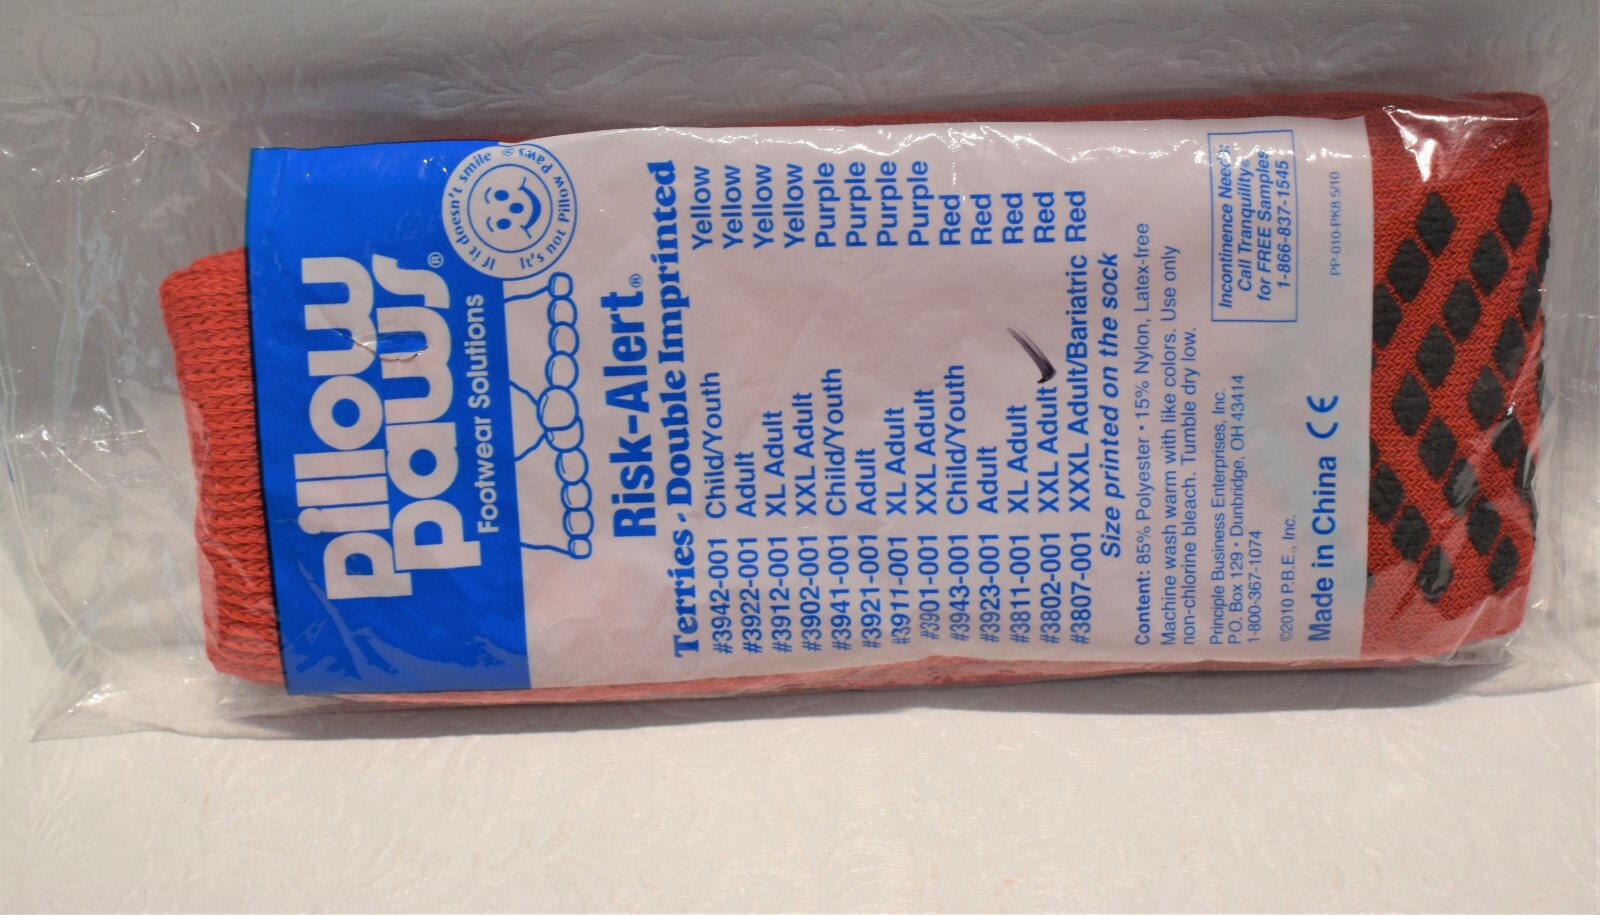 pillow
paws®
Footwear Solutions
If it doesn't smile
It's not Pillow Paws®
Risk-Alert®
Terries - Double Imprinted
#3942-001 Child/Youth Yellow
#3922-001 Adult Yellow
#3912-001 XL Adult Yellow
#3902-001 XXL Adult Yellow
#3941-001 Child/Youth Purple
#3921-001 Adult Purple
#3911-001 XL Adult Purple
#3901-001 XXL Adult Purple
#3943-001 Child/Youth Red
#3923-001 Adult Red
#3811-001 XL Adult Red
#3802-001 XXL Adult Red
#3807-001 XXXL Adult/Bariatric Red
Size printed on the sock
Content: 85% Polyester • 15% Nylon, Latex-free
Machine wash warm with like colors. Use only
non-chlorine bleach. Tumble dry low.
Principle Business Enterprises, Inc.
P.O. Box 129 • Dunbridge, OH 43414
1-800-367-1074
©2010 P.B.E., Inc.
Made in China CE
Incontinence Needs:
Call Tranquility®
for FREE Samples
1-866-837-1545
PP-010-PK8 5/10